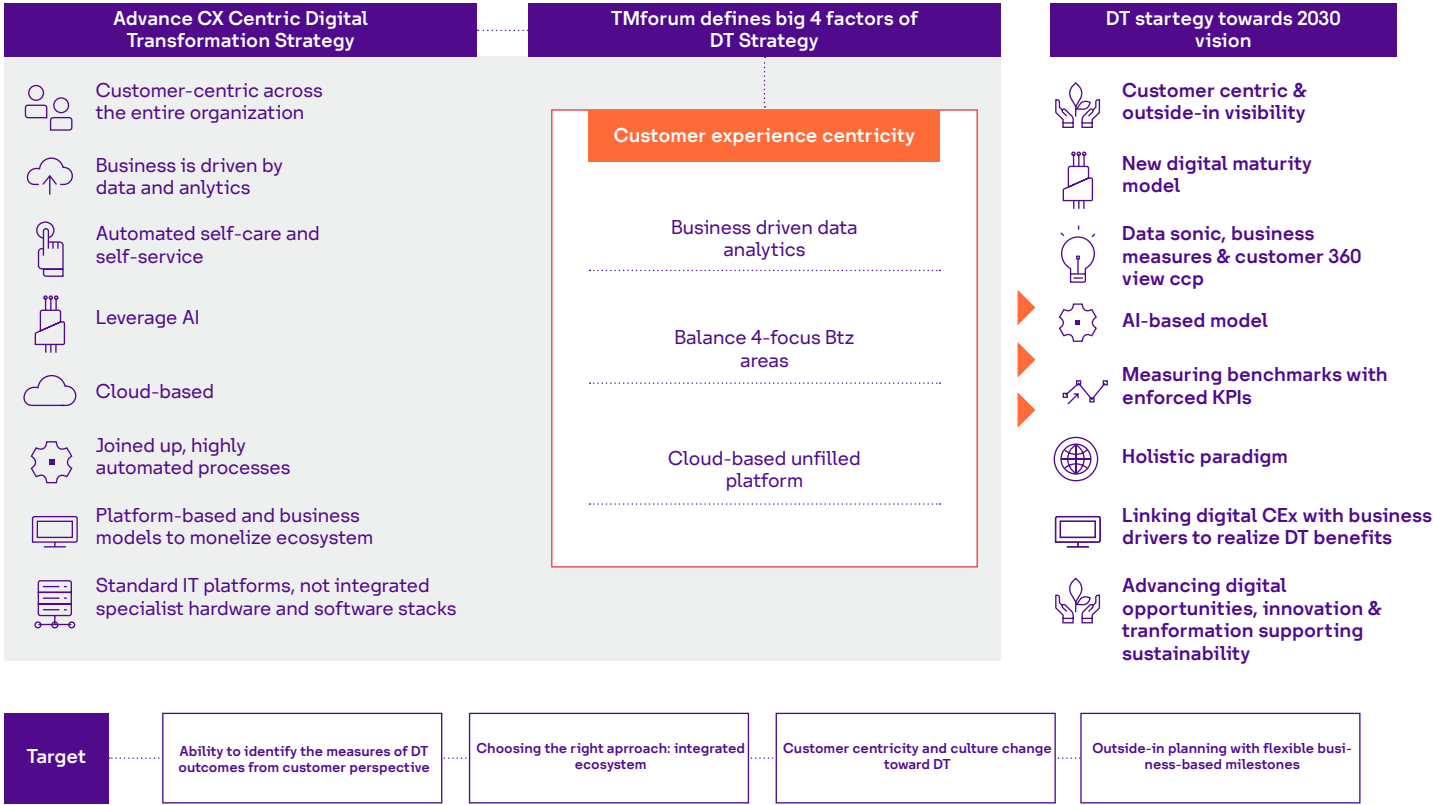 Advance CX Centric Digital
Transformation Strategy
Customer-centric across
the entire organization
Business is driven by
data and anlytics
Automated self-care and
self-service
Leverage AI
Cloud-based
Joined up, highly
automated processes
Platform-based and business
models to monelize ecosystem
Standard IT platforms, not integrated
specialist hardware and software stacks
TMforum defines big 4 factors of
DT Strategy
Customer experience centricity
Business driven data
analytics
Balance 4-focus Btz
areas
Cloud-based unfilled
platform
DT startegy towards 2030
vision
Customer centric &
outside-in visibility
New digital maturity
model
Data sonic, business
measures & customer 360
view ccp
AI-based model
Measuring benchmarks with
enforced KPIs
Holistic paradigm
Linking digital CEx with business
drivers to realize DT benefits
Advancing digital
opportunities, innovation &
tranformation supporting
sustainability
Target
Ability to identify the measures of DT
outcomes from customer perspective
Choosing the right aprroach: integrated
ecosystem
Customer centricity and culture change
toward DT
Outside-in planning with flexible busi-
ness-based milestones